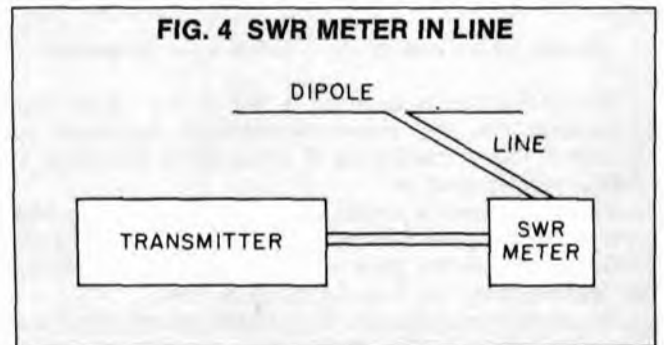 FIG. 4 SWR METER IN LINE
DIPOLE
LINE
TRANSMITTER
SWR
METER